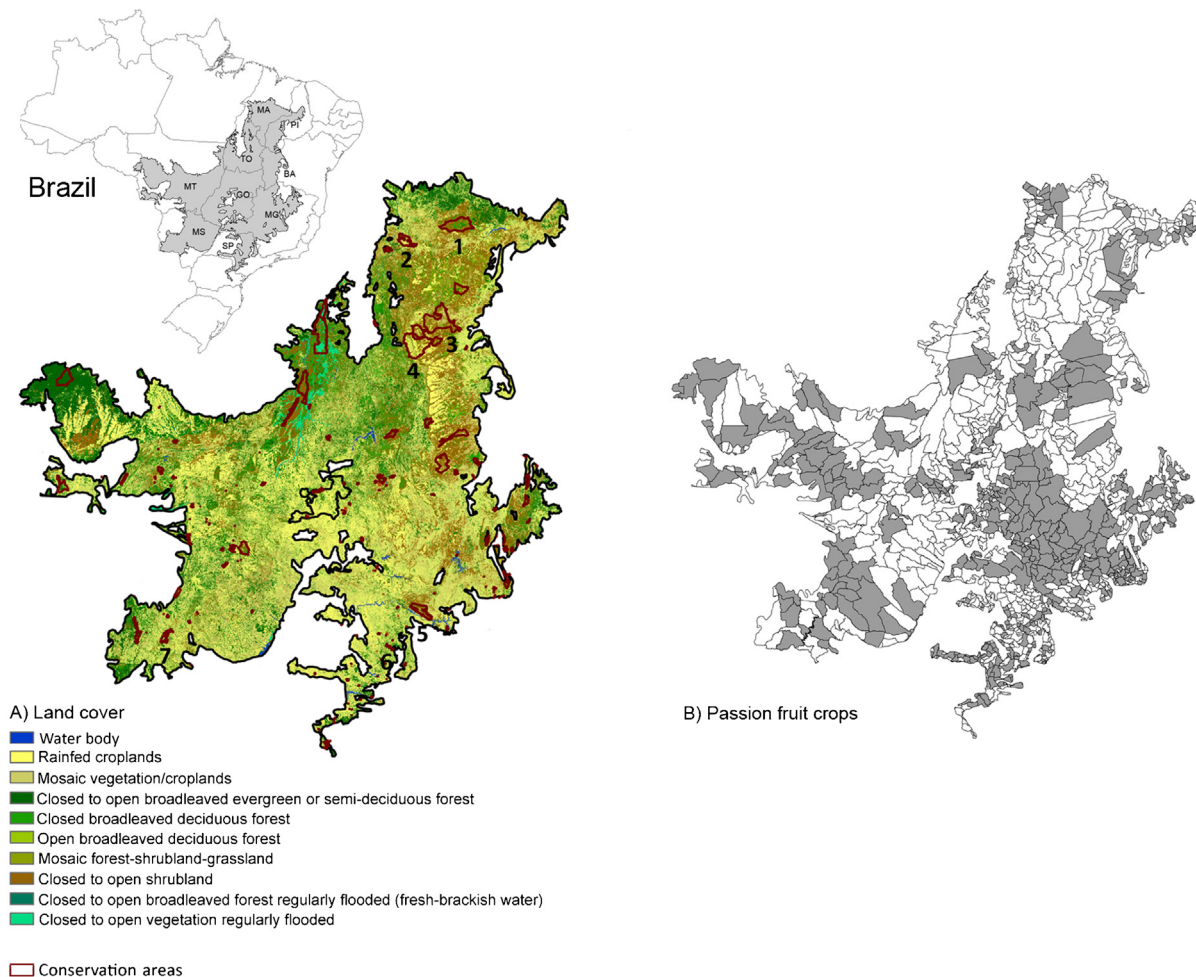 Brazil
MA
PI
TO
BA
MT
GO
MG
MS
SP
1
2
3
4
5
6
7
A) Land cover
Water body
Rainfed croplands
Mosaic vegetation/croplands
Closed to open broadleaved evergreen or semi-deciduous forest
Closed broadleaved deciduous forest
Open broadleaved deciduous forest
Mosaic forest-shrubland-grassland
Closed to open shrubland
Closed to open broadleaved forest regularly flooded (fresh-brackish water)
Closed to open vegetation regularly flooded
Conservation areas
B) Passion fruit crops